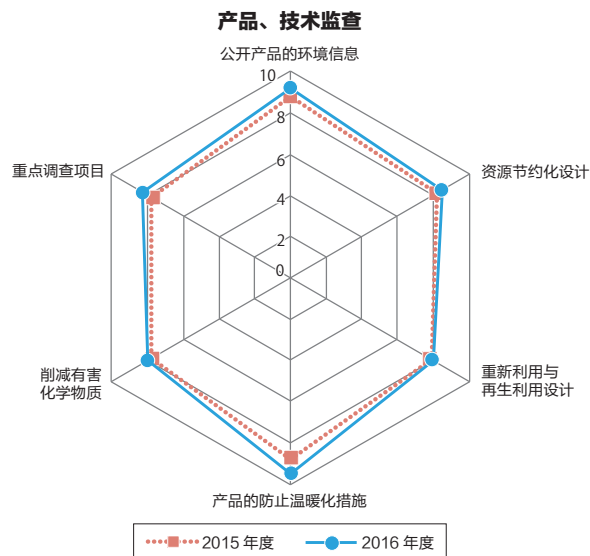 产品、技术监查
公开产品的环境信息
10
8
6
4
2
0
重点调查项目
资源节约化设计
削减有害
化学物质
重新利用与
再生利用设计
产品的防止温暖化措施
2015 年度
2016 年度